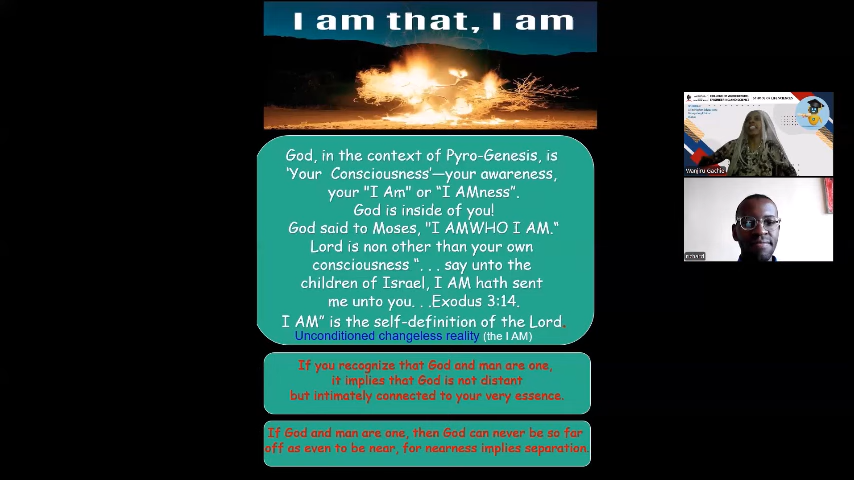 I am that, I am
God, in the context of Pyro-Genesis, is
'Your Consciousness'—your awareness,
your "I Am" or "I AMness".
God is inside of you!
God said to Moses, "I AMWHO I AM."
Lord is non other than your own
consciousness ". . . say unto the
children of Israel, I AM hath sent
me unto you. . .Exodus 3:14.
I AM" is the self-definition of the Lord.
Unconditioned changeless reality (the I AM)
If you recognize that God and man are one,
it implies that God is not distant
but intimately connected to your very essence.
If God and man are one, then God can never be so far
off as even to be near, for nearness implies separation.
Wanjiru Gachie
richard